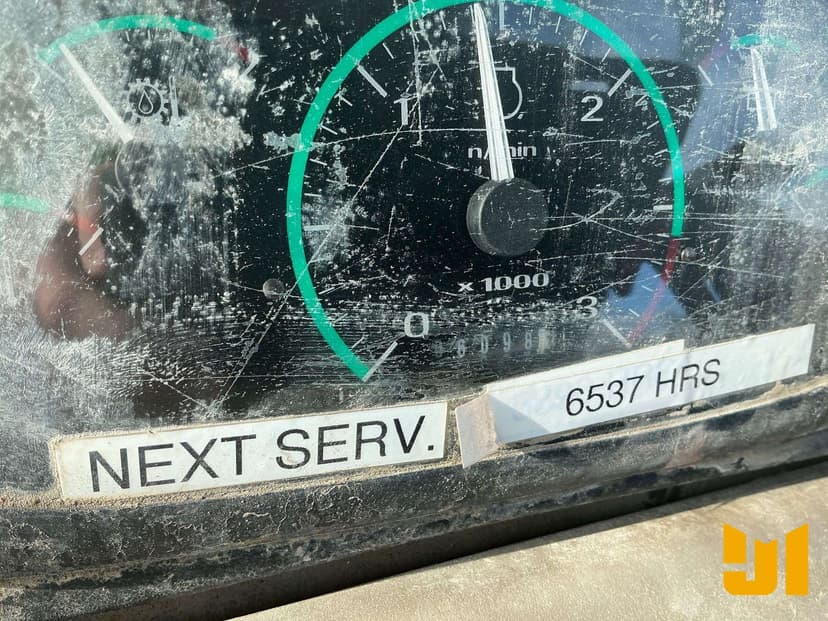 1
2
n/min
x 1000
0
3
NEXT SERV.
6537 HRS